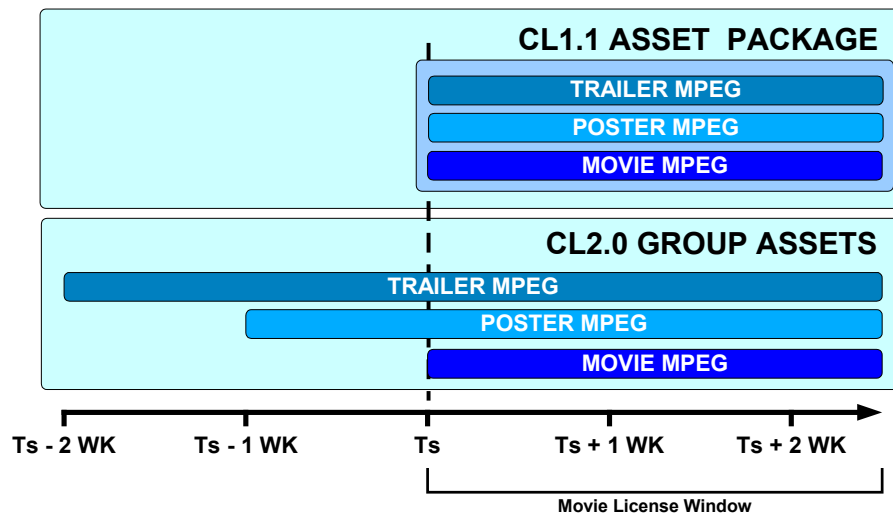 CL1.1 ASSET PACKAGE
TRAILER MPEG
POSTER MPEG
MOVIE MPEG
CL2.0 GROUP ASSETS
TRAILER MPEG
POSTER MPEG
MOVIE MPEG
Ts - 2 WK Ts - 1 WK Ts Ts + 1 WK Ts + 2 WK
Movie License Window